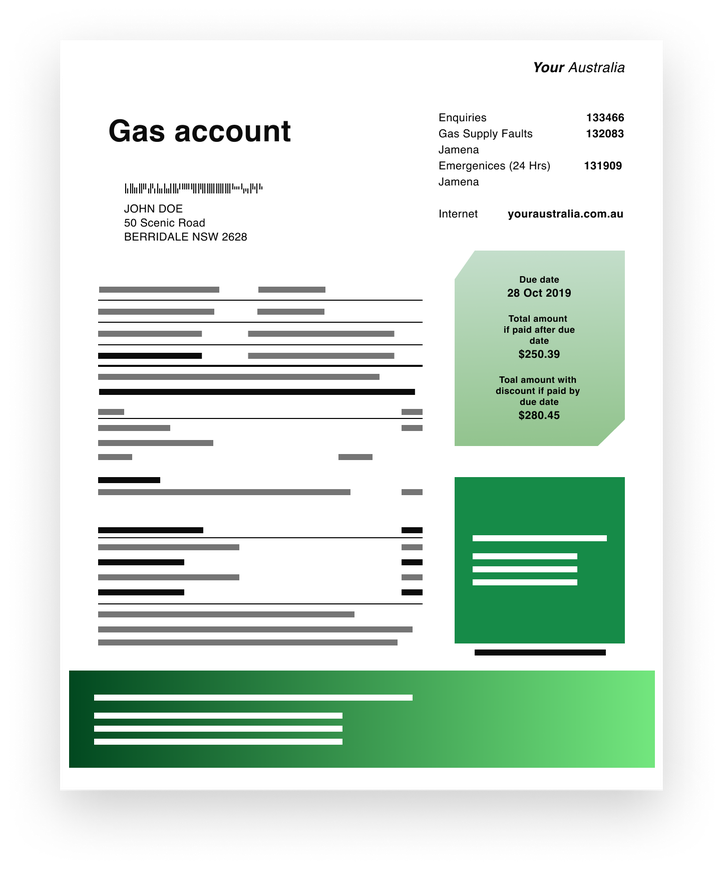 Your Australia
Gas account
Enquiries 133466
Gas Supply Faults 132083
Jamena
Emergenices (24 Hrs) 131909
Jamena
Internet youraustralia.com.au
JOHN DOE
50 Scenic Road
BERRIDALE NSW 2628
Due date
28 Oct 2019
Total amount
if paid after due
date
$250.39
Toal amount with
discount if paid by
due date
$280.45